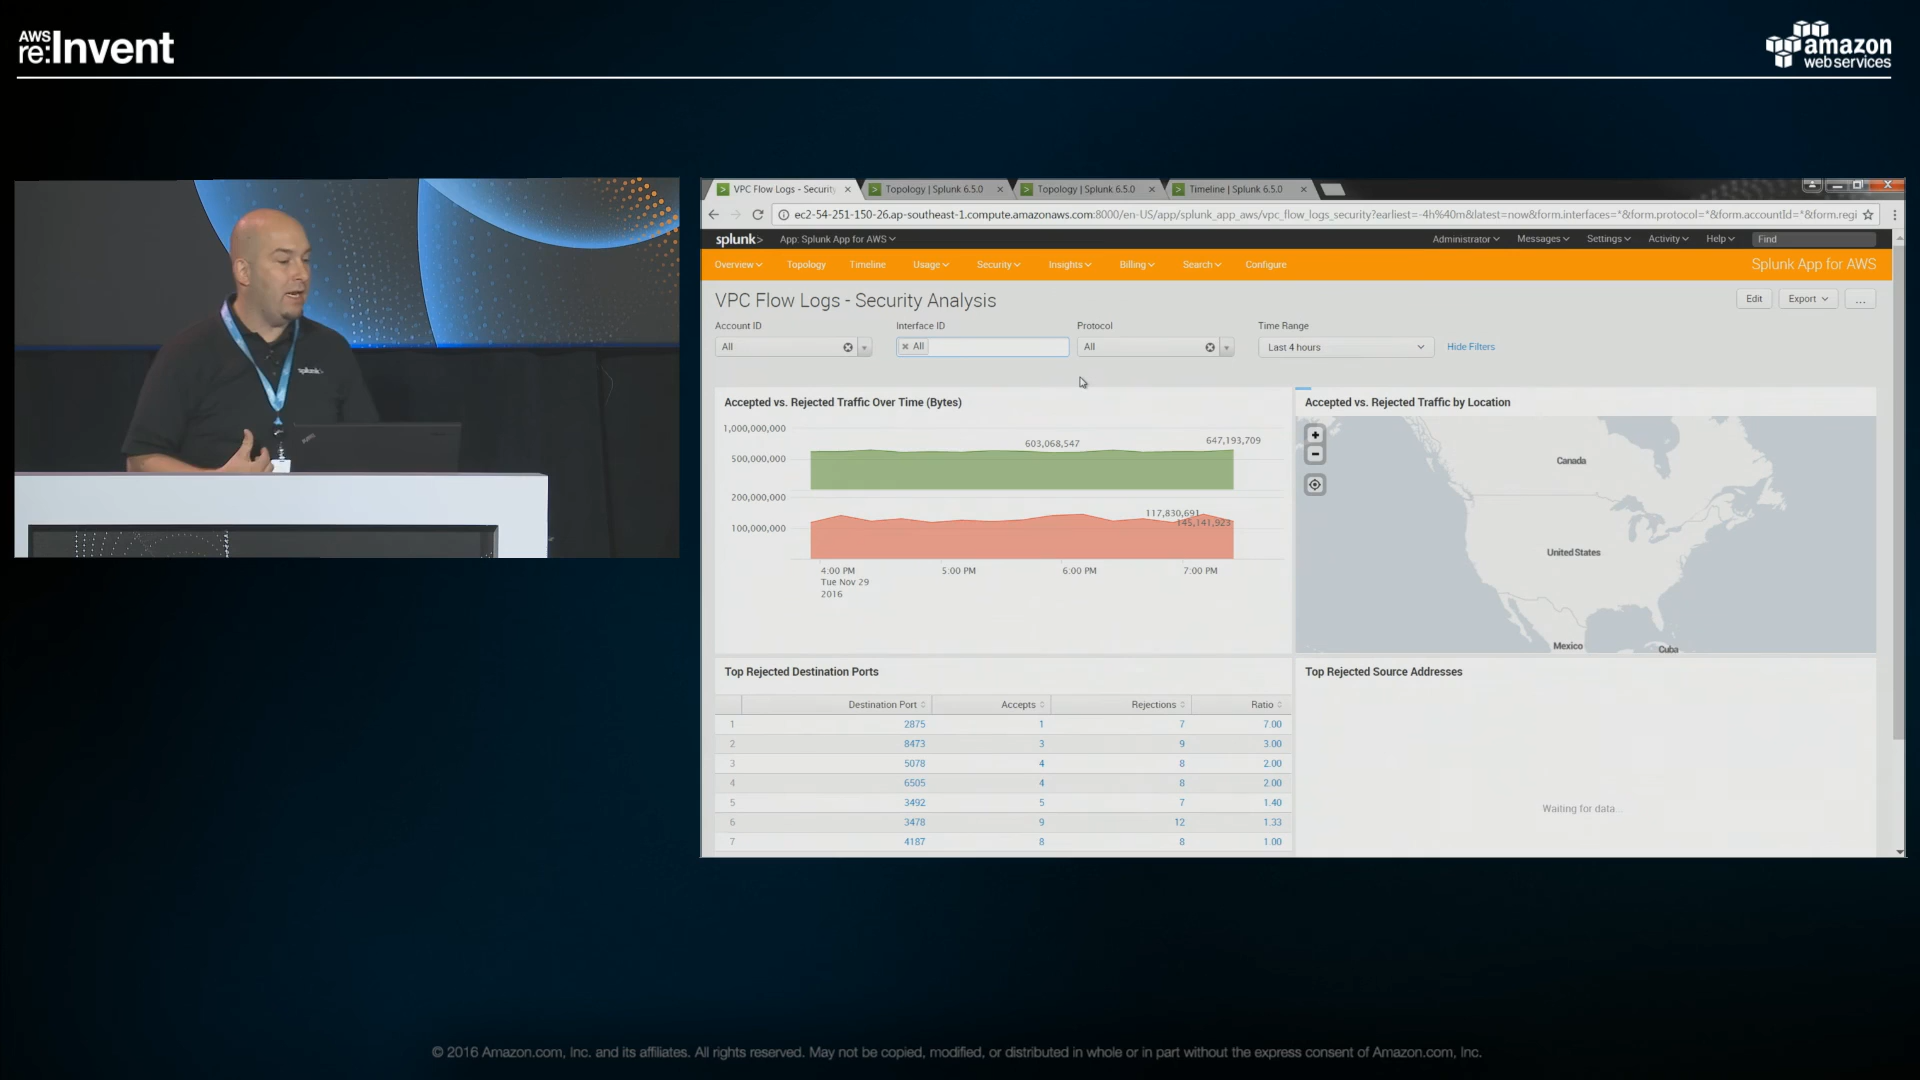 AWS
re:Invent
amazon
web services
splunk>
VPC Flow Logs - Securit
Topology | Splunk 6.5.0
Topology | Splunk 6.5.0
Timeline | Splunk 6.5.0
ec2-54-251-150-26.ap-southeast-1.compute.amazonaws.com:8000/en-US/app/splunk_app_aws/vpc_flow_logs_security?earliest=-4h%40m&latest=now&form.interfaces=*&form.protocol=*&form.accountId=*&form.regi
splunk> App: Splunk App for AWS Administrator Messages Settings Activity Help Find
Overview Topology Timeline Usage Security Insights Billing Search Configure Splunk App for AWS
VPC Flow Logs - Security Analysis Edit Export ...
Account ID Interface ID Protocol Time Range
All All All Last 4 hours Hide Filters
Accepted vs. Rejected Traffic Over Time (Bytes)
1,000,000,000
603,068,547 647,193,709
500,000,000
200,000,000
117,830,691
145,141,923
100,000,000
4:00 PM 5:00 PM 6:00 PM 7:00 PM
Tue Nov 29
2016
Accepted vs. Rejected Traffic by Location
+
-
Canada
United States
Mexico
Cuba
Top Rejected Destination Ports
Destination Port Accepts Rejections Ratio
1 2875 1 7 7.00
2 8473 3 9 3.00
3 5078 4 8 2.00
4 6505 4 8 2.00
5 3492 5 7 1.40
6 3478 9 12 1.33
7 4187 8 8 1.00
Top Rejected Source Addresses
Waiting for data...
© 2016 Amazon.com, Inc. and its affiliates. All rights reserved. May not be copied, modified, or distributed in whole or in part without the express consent of Amazon.com, Inc.